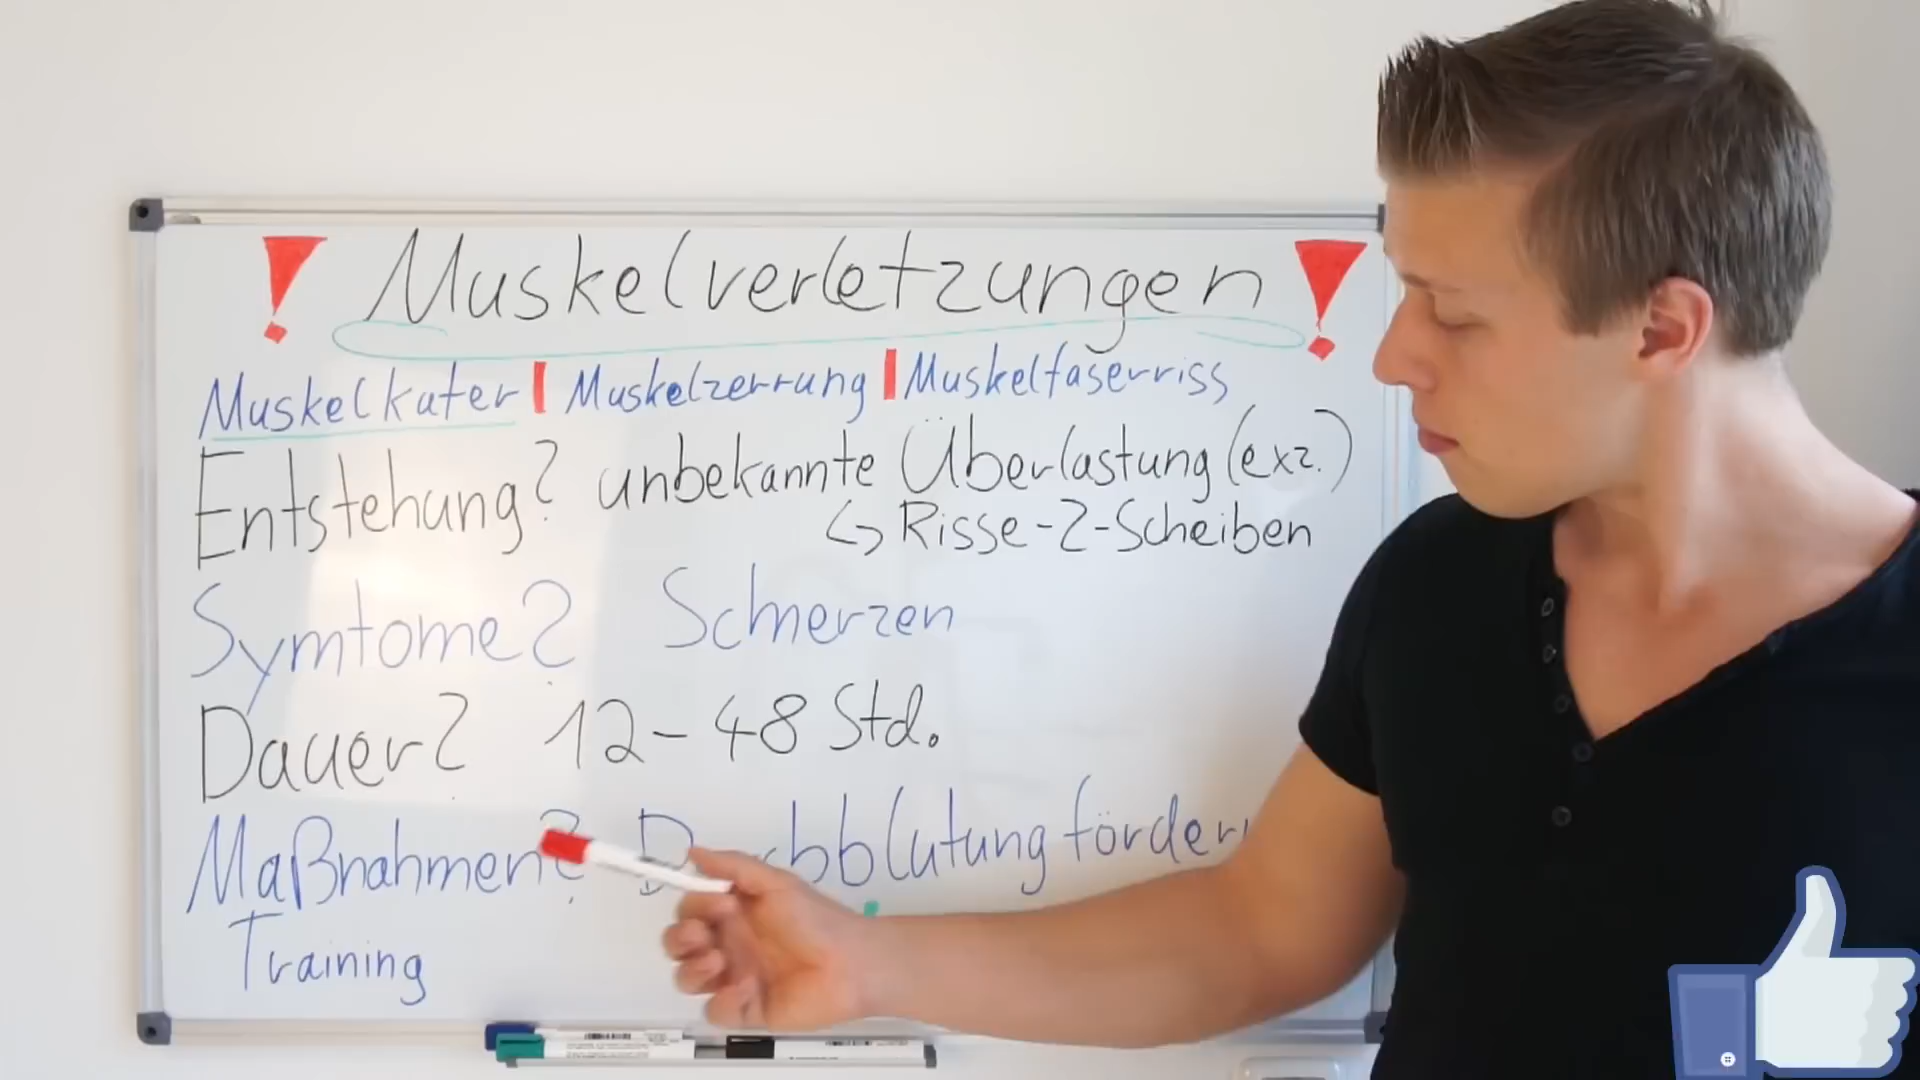 ! Muskelverletzungen !
Muskelkater | Muskelzerrung | Muskelfaserriss
Entstehung? unbekannte Überlastung (exz.)
↳ Risse-Z-Scheiben
Symtome? Schmerzen
Dauer? 12-48 Std.
Maßnahmen? förder
Training